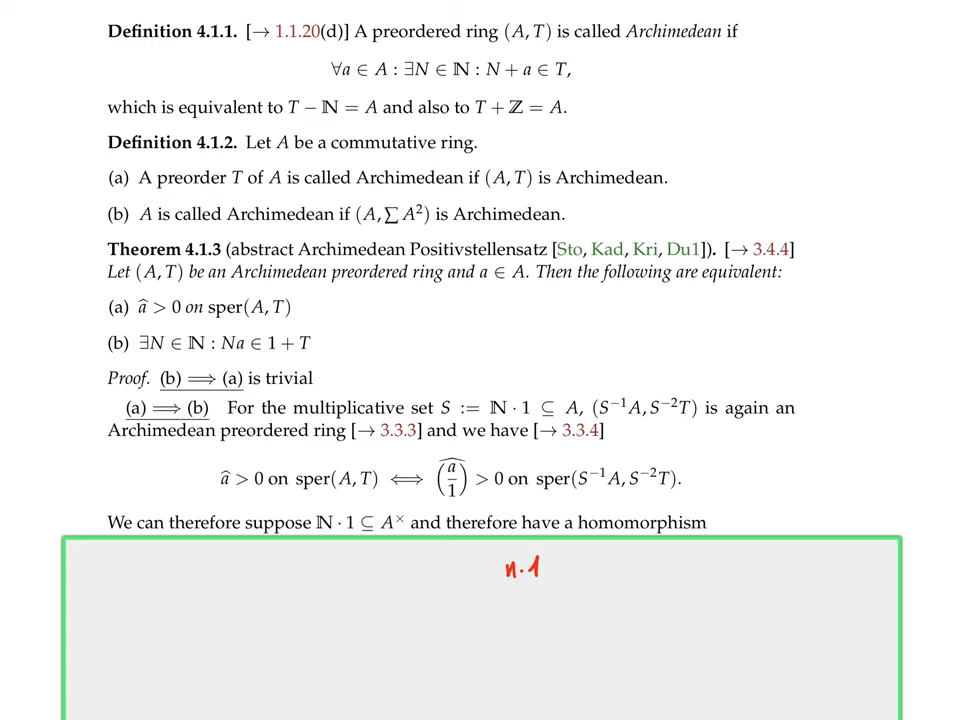 Definition 4.1.1. [→ 1.1.20(d)] A preordered ring (A, T) is called Archimedean if
∀a ∈ A : ∃N ∈ ℕ : N + a ∈ T,
which is equivalent to T − ℕ = A and also to T + ℤ = A.
Definition 4.1.2. Let A be a commutative ring.
(a) A preorder T of A is called Archimedean if (A, T) is Archimedean.
(b) A is called Archimedean if (A, ∑ A²) is Archimedean.
Theorem 4.1.3 (abstract Archimedean Positivstellensatz [Sto, Kad, Kri, Du1]). [→ 3.4.4]
Let (A, T) be an Archimedean preordered ring and a ∈ A. Then the following are equivalent:
(a) â > 0 on sper(A, T)
(b) ∃N ∈ ℕ : Na ∈ 1 + T
Proof. (b) ⟹ (a) is trivial
(a) ⟹ (b) For the multiplicative set S := ℕ · 1 ⊆ A, (S⁻¹A, S⁻²T) is again an
Archimedean preordered ring [→ 3.3.3] and we have [→ 3.3.4]
â > 0 on sper(A, T) ⟺ \widehat{(a/1)} > 0 on sper(S⁻¹A, S⁻²T).
We can therefore suppose ℕ · 1 ⊆ A^× and therefore have a homomorphism
n·1